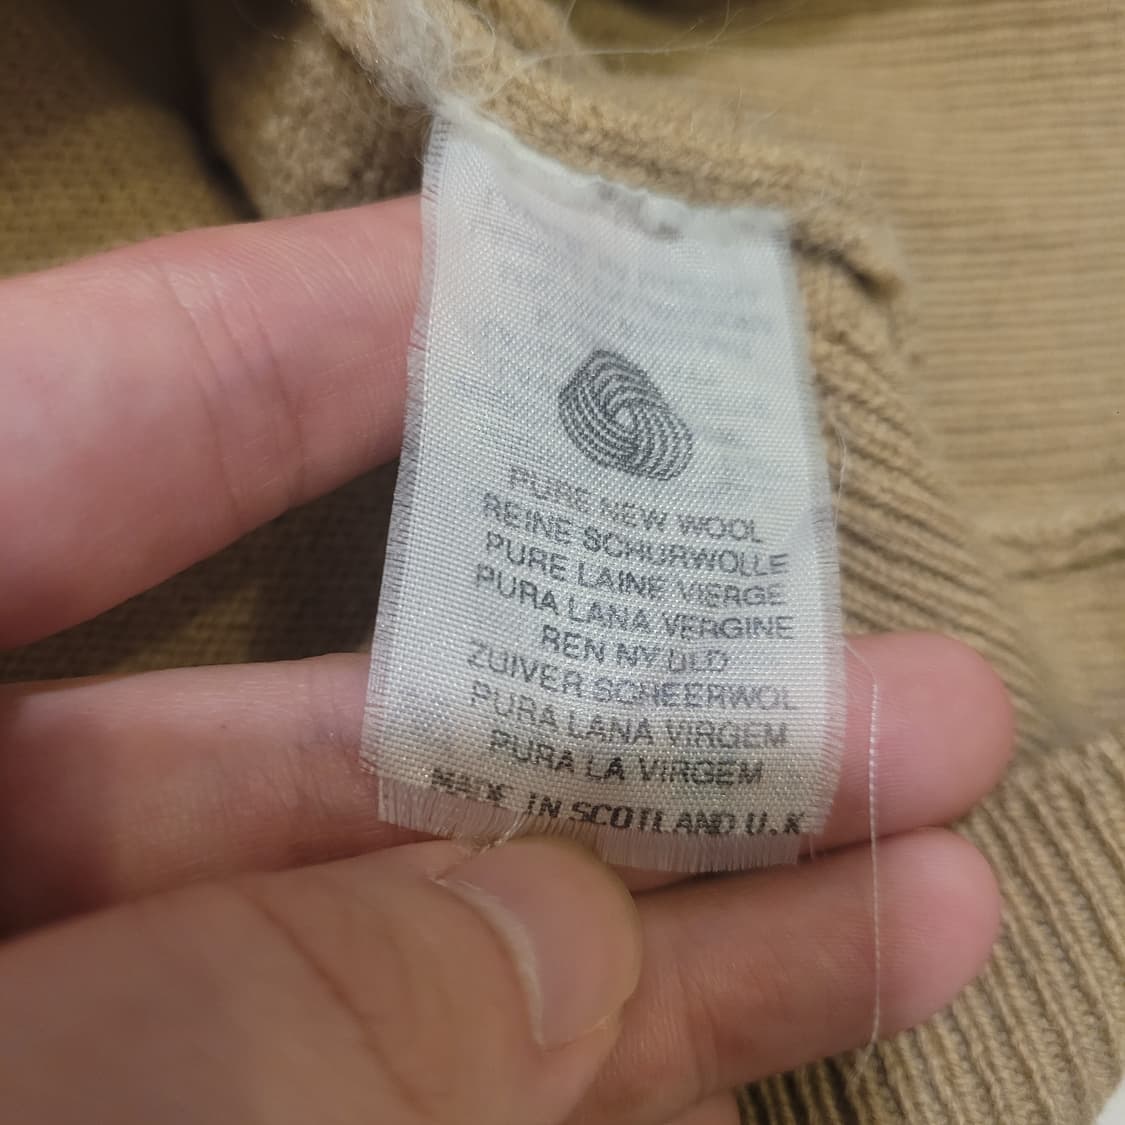 PURE NEW WOOL
REINE SCHURWOLLE
PURE LAINE VIERGE
PURA LANA VERGINE
REN NY ULD
ZUIVER SCHEERWOL
PURA LANA VIRGEM
PURA LA VIRGEM
MADE IN SCOTLAND U.K